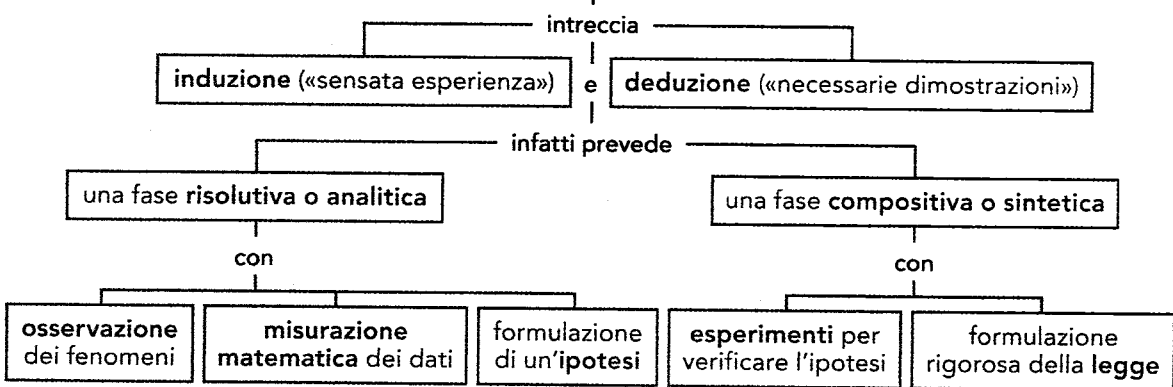 intreccia
induzione («sensata esperienza»)
e
deduzione («necessarie dimostrazioni»)
infatti prevede
una fase risolutiva o analitica
una fase compositiva o sintetica
con
con
osservazione
dei fenomeni
misurazione
matematica dei dati
formulazione
di un'ipotesi
esperimenti per
verificare l'ipotesi
formulazione
rigorosa della legge